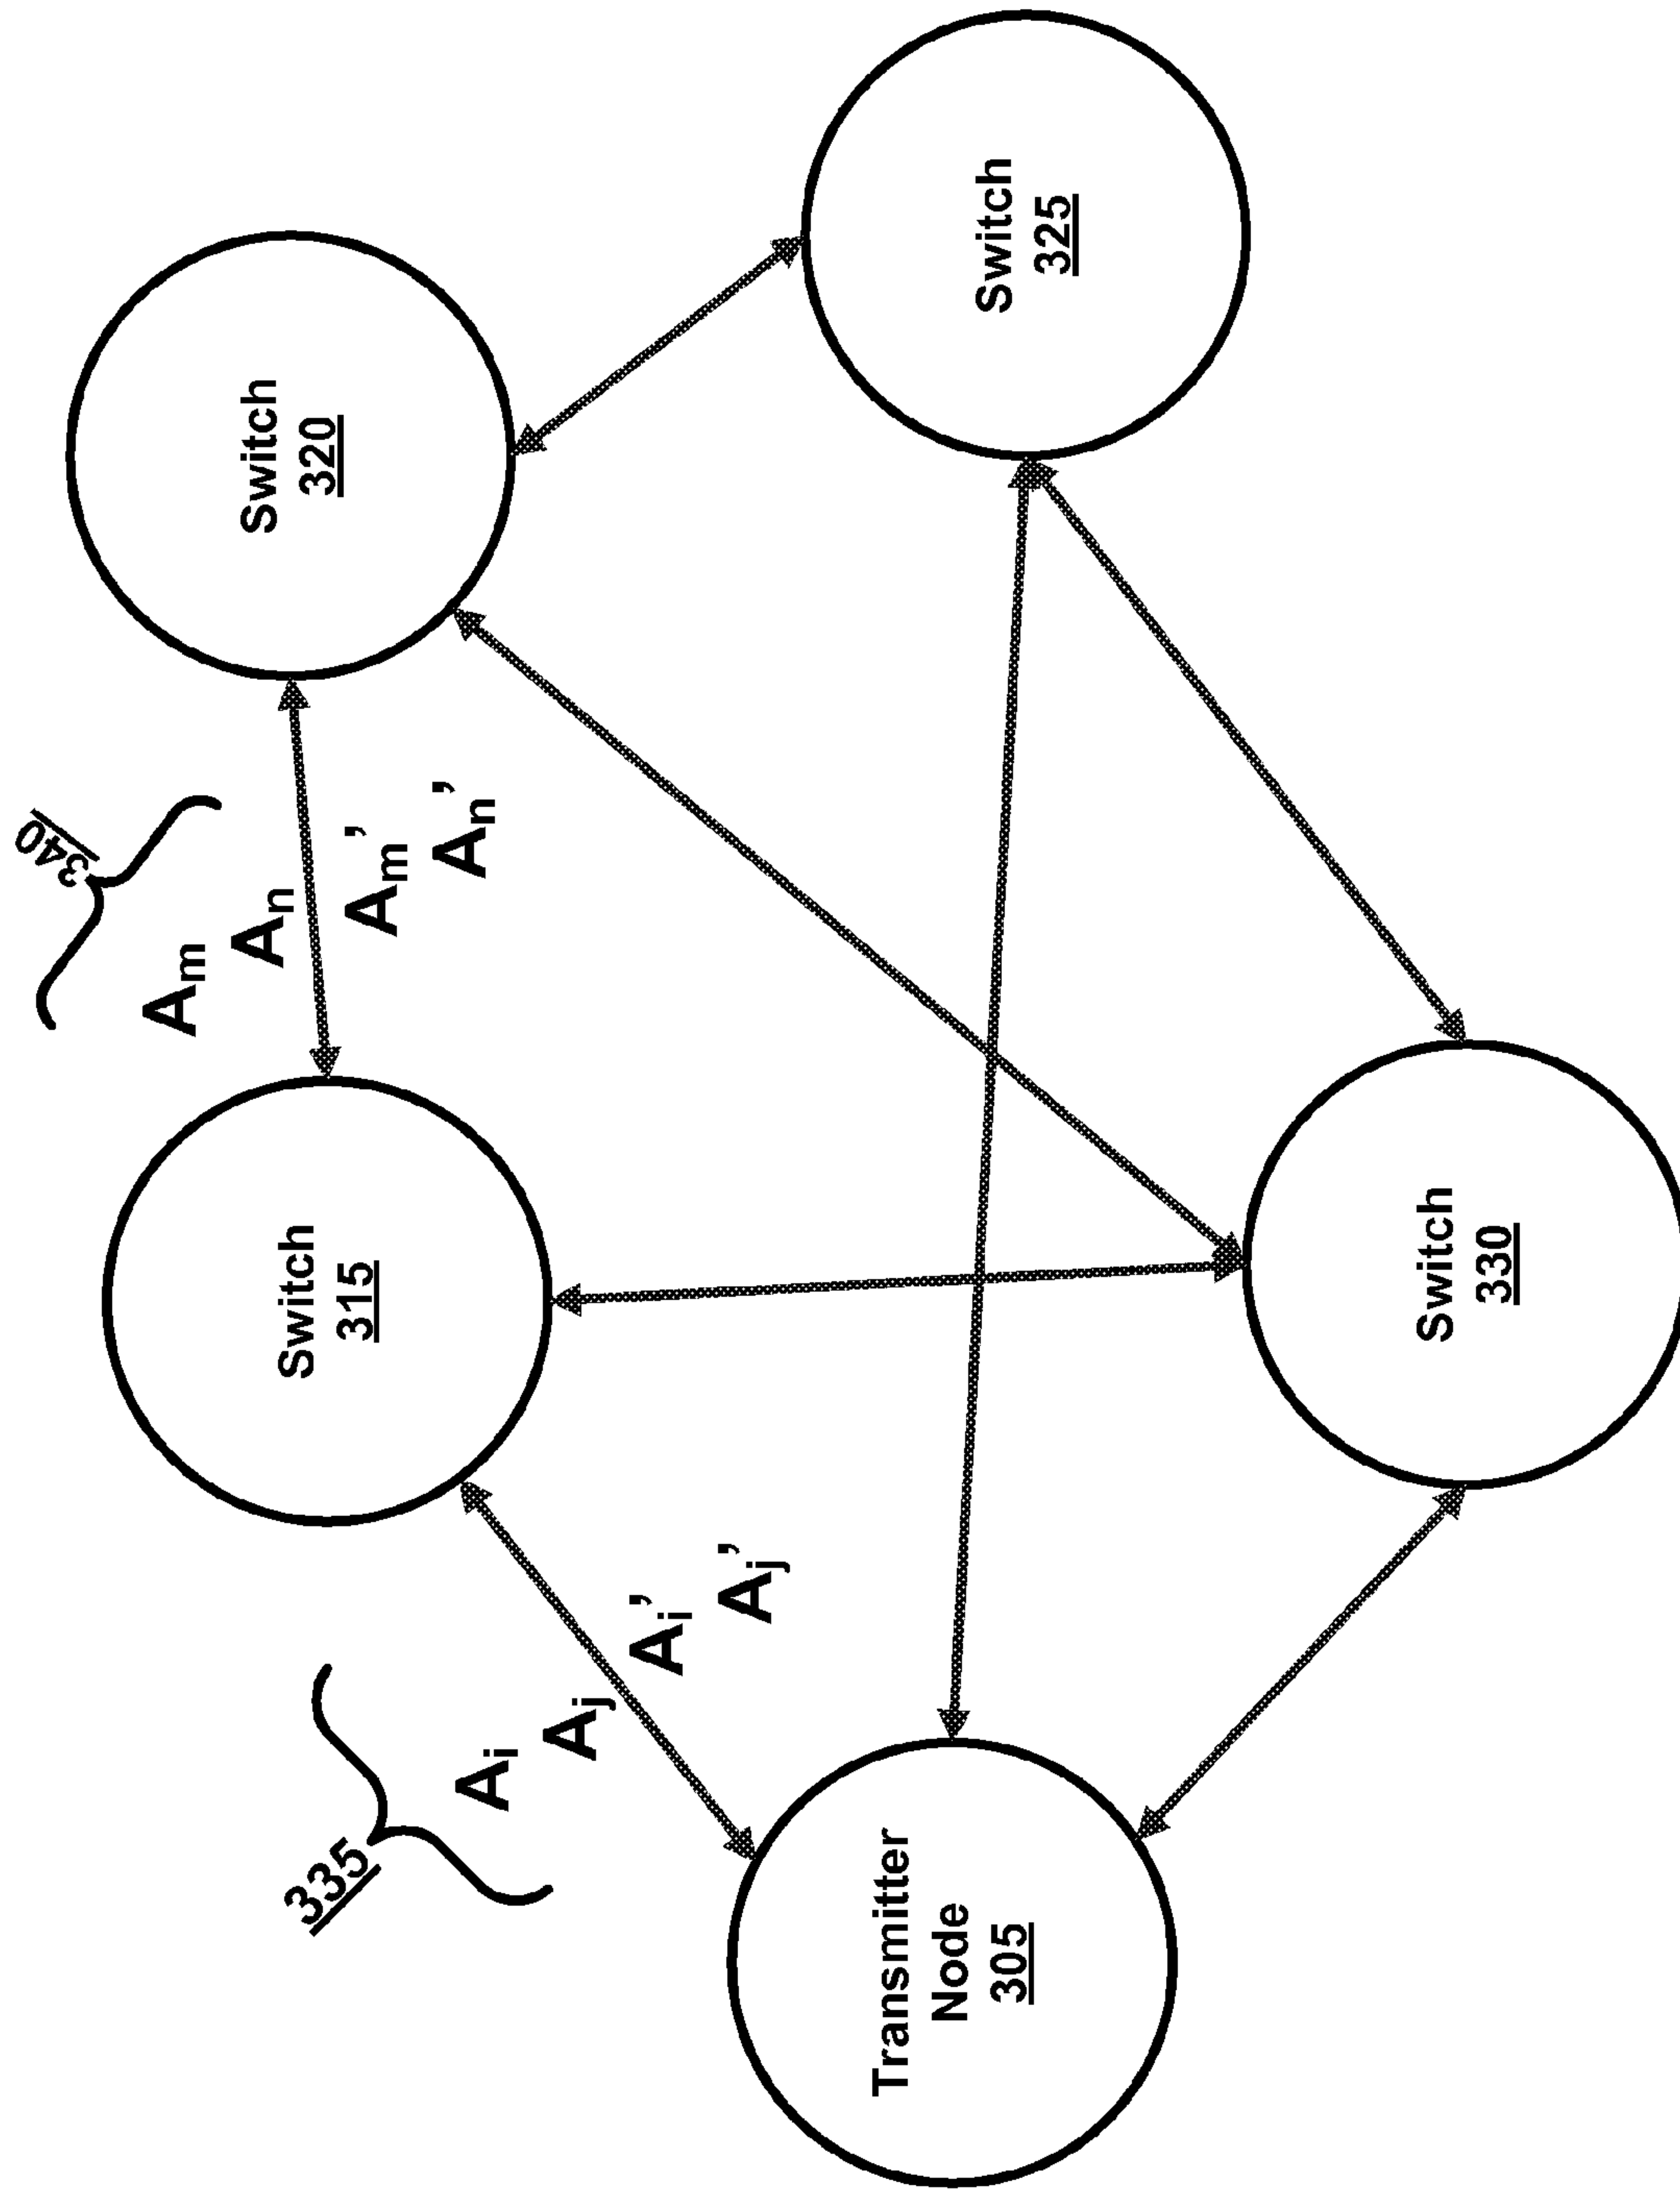 Transmitter
Node
305
335
Ai Aj
Ai’ Aj’
Switch
315
340
Am An
Am’ An’
Switch
320
Switch
325
Switch
330